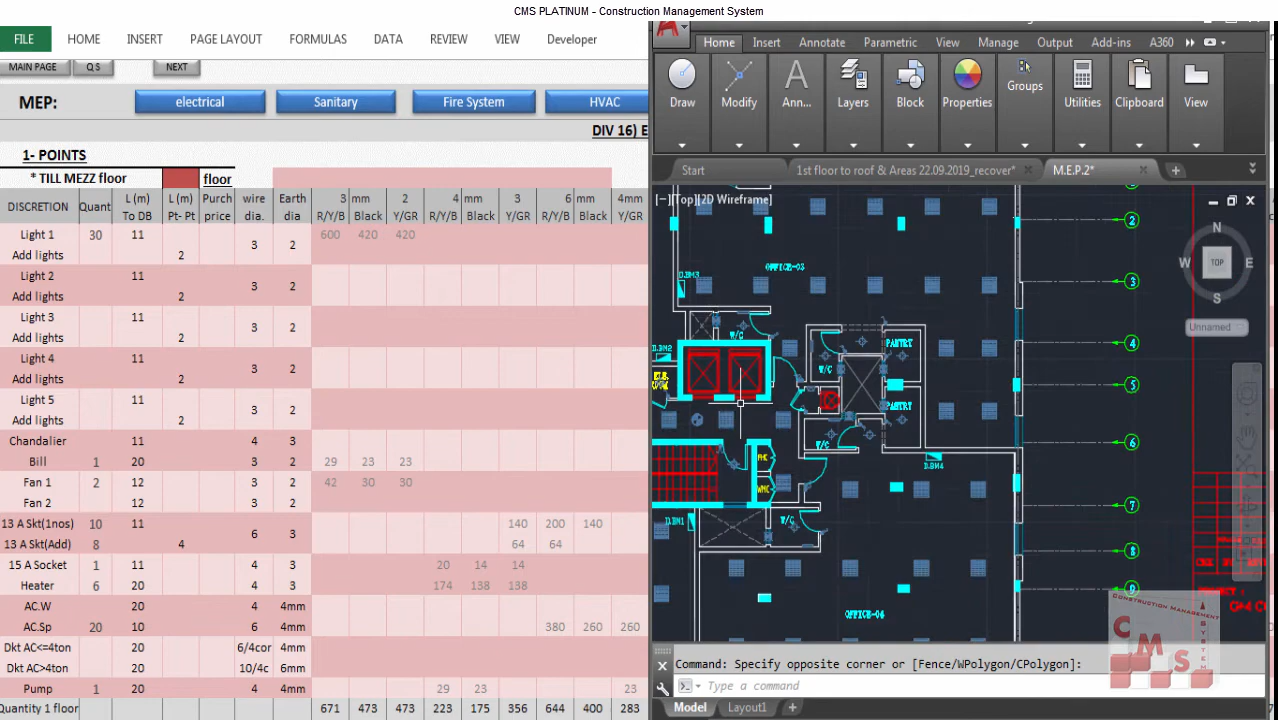 CMS PLATINUM - Construction Management System
FILE HOME INSERT PAGE LAYOUT FORMULAS DATA REVIEW VIEW Developer
MAIN PAGE Q S NEXT
MEP: electrical Sanitary Fire System HVAC
DIV 16) E
1- POINTS
* TILL MEZZ floor floor
DISCRETION Quant L (m) To DB L (m) Pt- Pt Purch price wire dia. Earth dia 3 mm 2 4 mm 3 6 mm 4mm
R/Y/B Black Y/GR R/Y/B Black Y/GR R/Y/B Black Y/GR
Light 1 30 11 3 2 600 420 420
Add lights 2
Light 2 11 3 2
Add lights 2
Light 3 11 3 2
Add lights 2
Light 4 11 3 2
Add lights 2
Light 5 11 3 2
Add lights 2
Chandalier 11 4 3
Bill 1 20 3 2 29 23 23
Fan 1 2 12 3 2 42 30 30
Fan 2 12 3 2
13 A Skt(1nos) 10 11 6 3 140 200 140
13 A Skt(Add) 8 4 64 64
15 A Socket 1 11 4 3 20 14 14
Heater 6 20 4 3 174 138 138
AC.W 20 4 4mm
AC.Sp 20 10 6 4mm 380 260 260
Dkt AC<=4ton 20 6/4cor 4mm
Dkt AC>4ton 20 10/4c 6mm
Pump 1 20 4 4mm 29 23 23
Quantity 1 floor 671 473 473 223 175 356 644 400 283
Home Insert Annotate Parametric View Manage Output Add-ins A360
Draw Modify Ann... Layers Block Properties Groups Utilities Clipboard View
Start 1st floor to roof & Areas 22.09.2019_recover* M.E.P.2*
[−][Top][2D Wireframe]
N
W TOP E
S
Unnamed
2
OFFICE-03
D.BM3
3
W/C
PANTRY
4
D.BM2
W/C
5
PANTRY
W/C
6
FHC
D.BM4
WMC
7
D.BM1
W/C
8
9
OFFICE-04
CONSTRUCTION MANAGEMENT
SYSTEM
CMS
Command: Specify opposite corner or [Fence/WPolygon/CPolygon]:
Type a command
Model Layout1